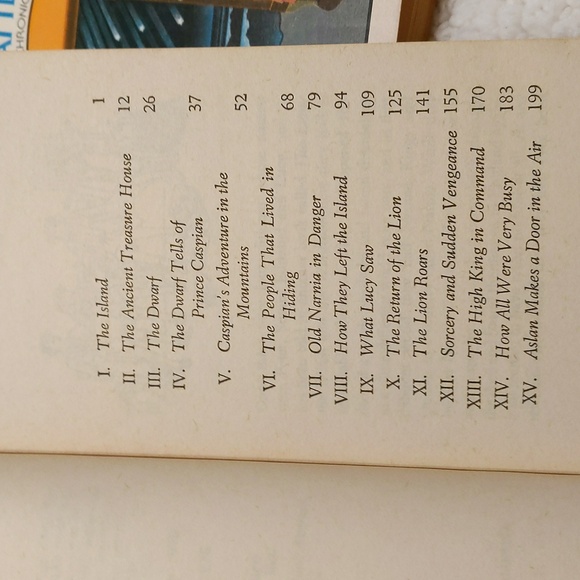 I. The Island 1
II. The Ancient Treasure House 12
III. The Dwarf 26
IV. The Dwarf Tells of
Prince Caspian 37
V. Caspian's Adventure in the
Mountains 52
VI. The People That Lived in
Hiding 68
VII. Old Narnia in Danger 79
VIII. How They Left the Island 94
IX. What Lucy Saw 109
X. The Return of the Lion 125
XI. The Lion Roars 141
XII. Sorcery and Sudden Vengeance 155
XIII. The High King in Command 170
XIV. How All Were Very Busy 183
XV. Aslan Makes a Door in the Air 199